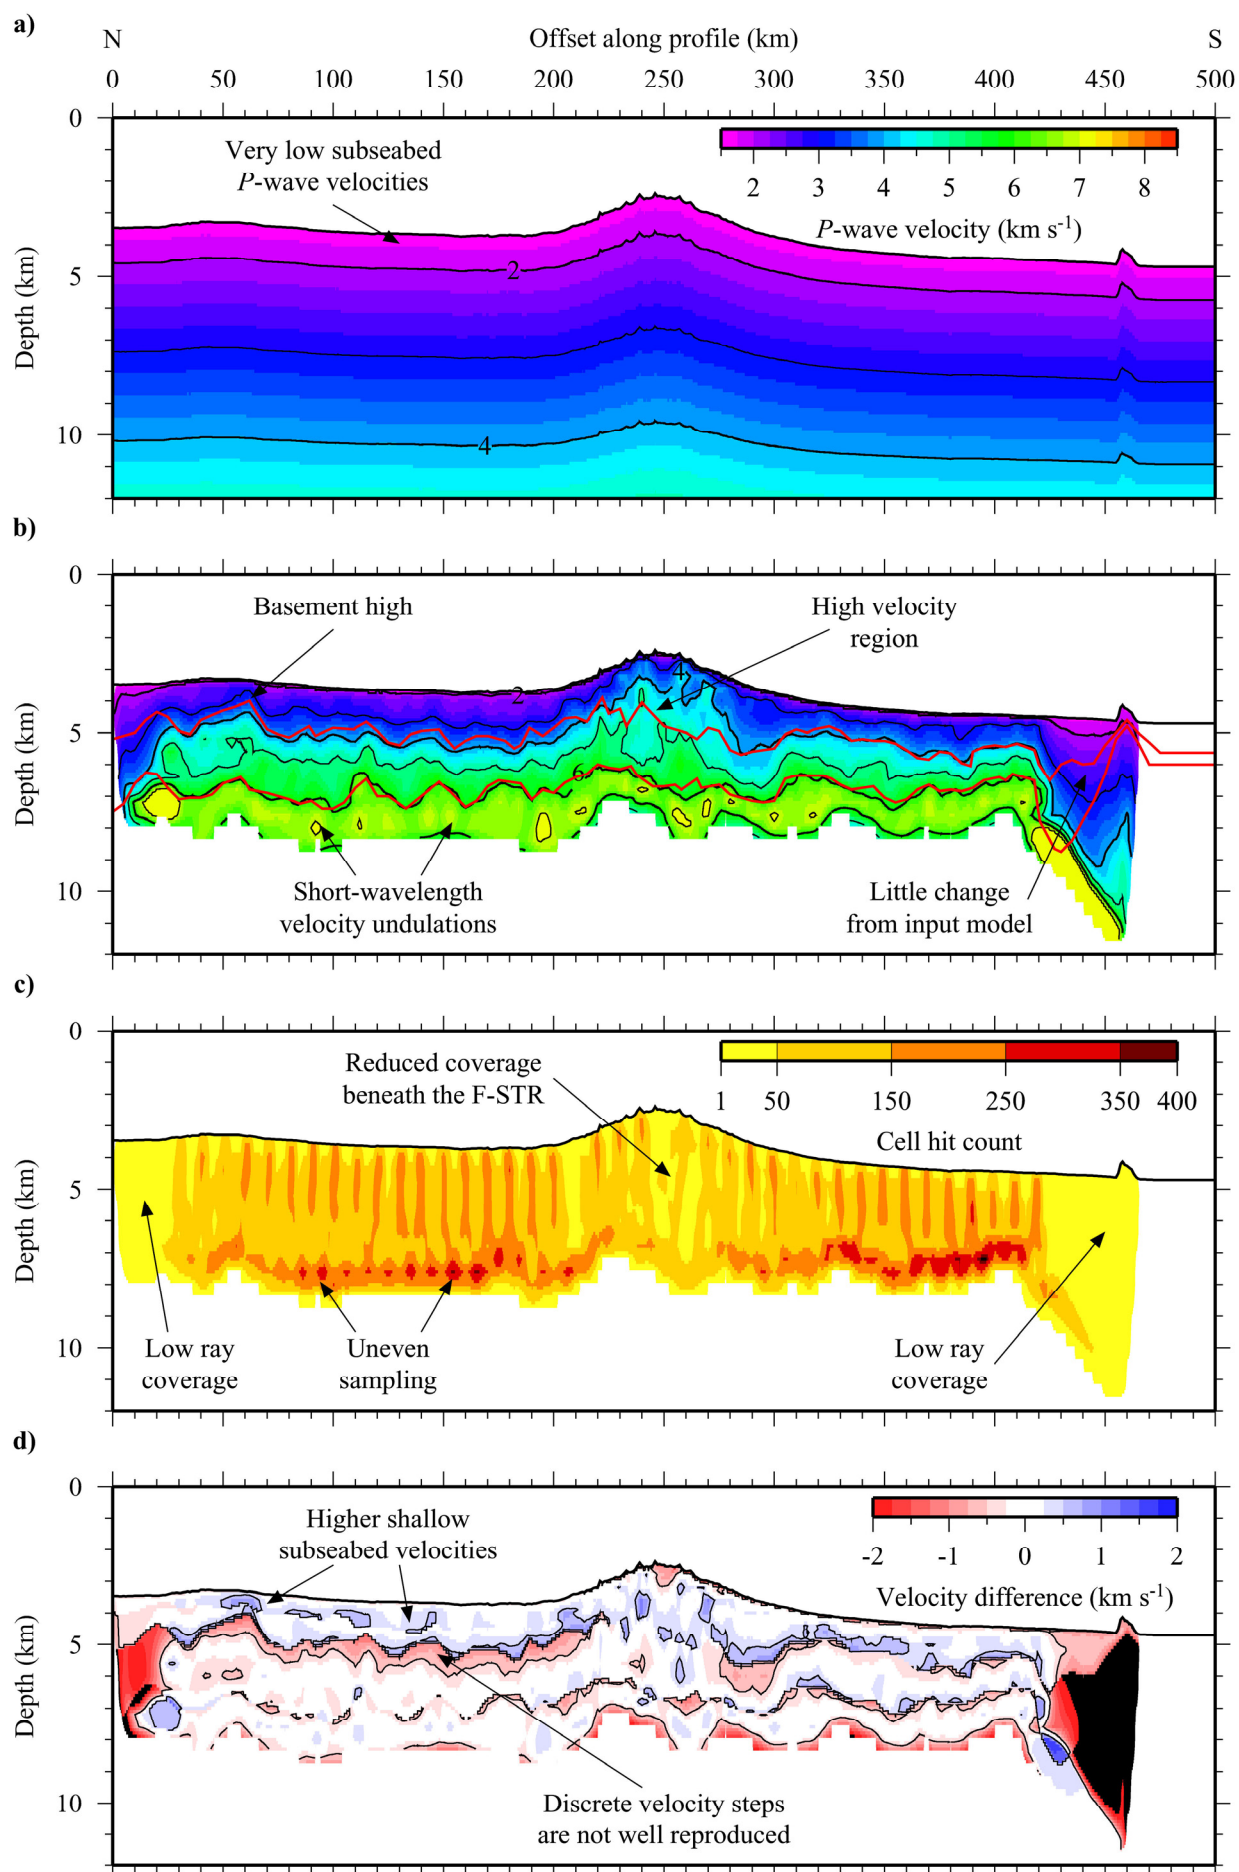 a)
N
Offset along profile (km)
S
0 50 100 150 200 250 300 350 400 450 500
0
5
10
Depth (km)
Very low subseabed
P-wave velocities
2 3 4 5 6 7 8
P-wave velocity (km s-1)
2
4
b)
0
5
10
Depth (km)
Basement high
High velocity
region
2
4
6
Short-wavelength
velocity undulations
Little change
from input model
c)
0
5
10
Depth (km)
Reduced coverage
beneath the F-STR
1 50 150 250 350 400
Cell hit count
Low ray
coverage
Uneven
sampling
Low ray
coverage
d)
0
5
10
Depth (km)
Higher shallow
subseabed velocities
-2 -1 0 1 2
Velocity difference (km s-1)
Discrete velocity steps
are not well reproduced